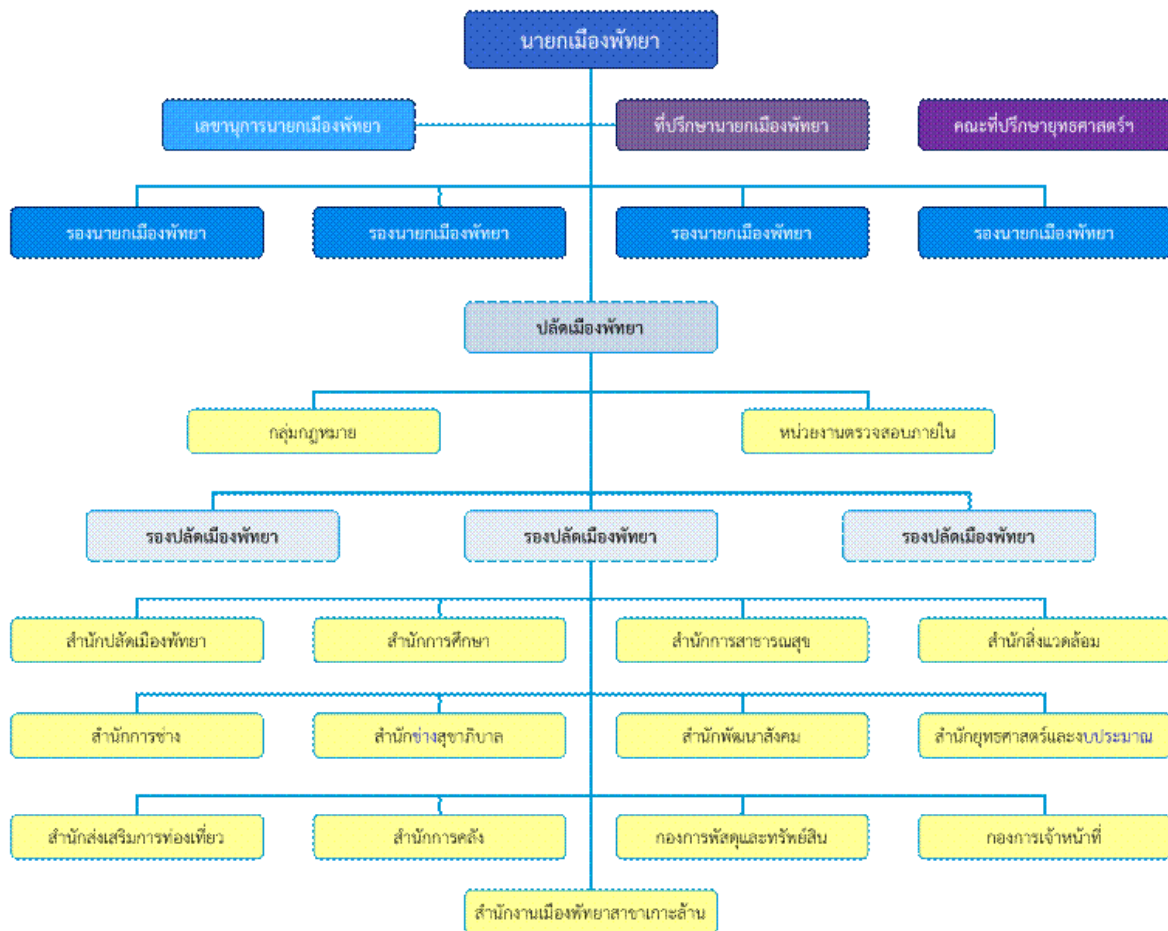 นายกเมืองพัทยา
เลขานุการนายกเมืองพัทยา
ที่ปรึกษานายกเมืองพัทยา
คณะที่ปรึกษายุทธศาสตร์ฯ
รองนายกเมืองพัทยา
รองนายกเมืองพัทยา
รองนายกเมืองพัทยา
รองนายกเมืองพัทยา
ปลัดเมืองพัทยา
กลุ่มกฎหมาย
หน่วยงานตรวจสอบภายใน
รองปลัดเมืองพัทยา
รองปลัดเมืองพัทยา
รองปลัดเมืองพัทยา
สำนักปลัดเมืองพัทยา
สำนักการศึกษา
สำนักการสาธารณสุข
สำนักสิ่งแวดล้อม
สำนักการช่าง
สำนักช่างสุขาภิบาล
สำนักพัฒนาสังคม
สำนักยุทธศาสตร์และงบประมาณ
สำนักส่งเสริมการท่องเที่ยว
สำนักการคลัง
กองการพัสดุและทรัพย์สิน
กองการเจ้าหน้าที่
สำนักงานเมืองพัทยาสาขาเกาะล้าน